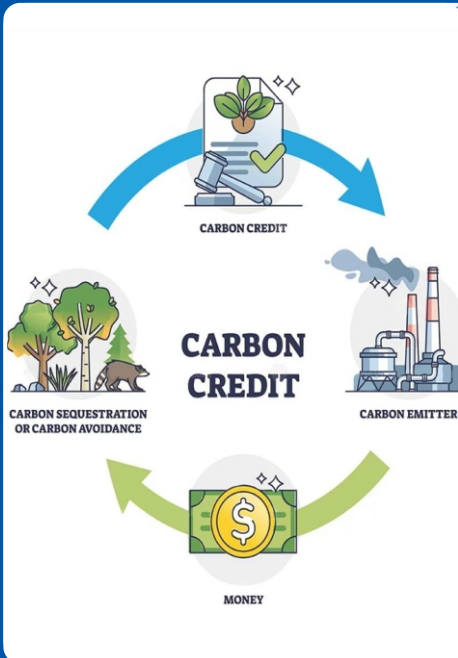 CARBON CREDIT
CARBON
CREDIT
CARBON SEQUESTRATION
OR CARBON AVOIDANCE
CARBON EMITTER
$
MONEY